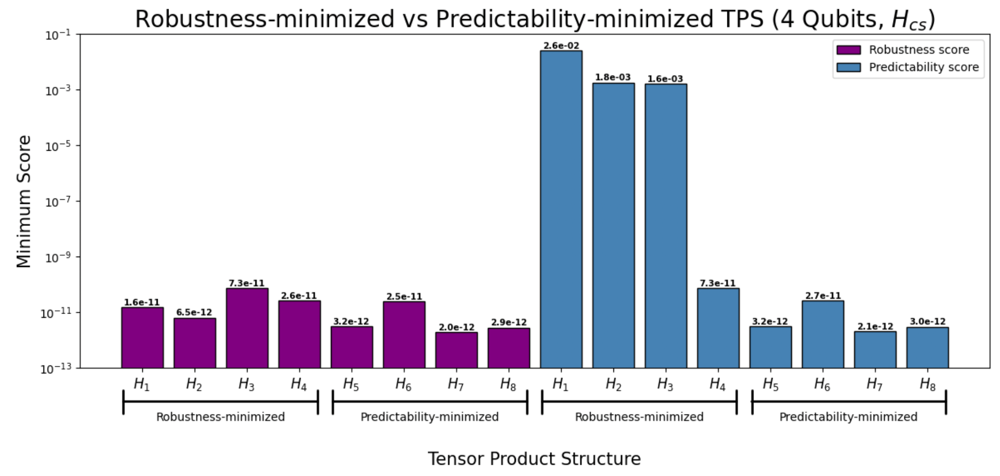 Robustness-minimized vs Predictability-minimized TPS (4 Qubits, H_cs)
Robustness score
Predictability score
Minimum Score
10^−1
10^−3
10^−5
10^−7
10^−9
10^−11
10^−13
1.6e-11
6.5e-12
7.3e-11
2.6e-11
3.2e-12
2.5e-11
2.0e-12
2.9e-12
2.6e-02
1.8e-03
1.6e-03
7.3e-11
3.2e-12
2.7e-11
2.1e-12
3.0e-12
H_1 H_2 H_3 H_4 H_5 H_6 H_7 H_8 H_1 H_2 H_3 H_4 H_5 H_6 H_7 H_8
Robustness-minimized Predictability-minimized Robustness-minimized Predictability-minimized
Tensor Product Structure